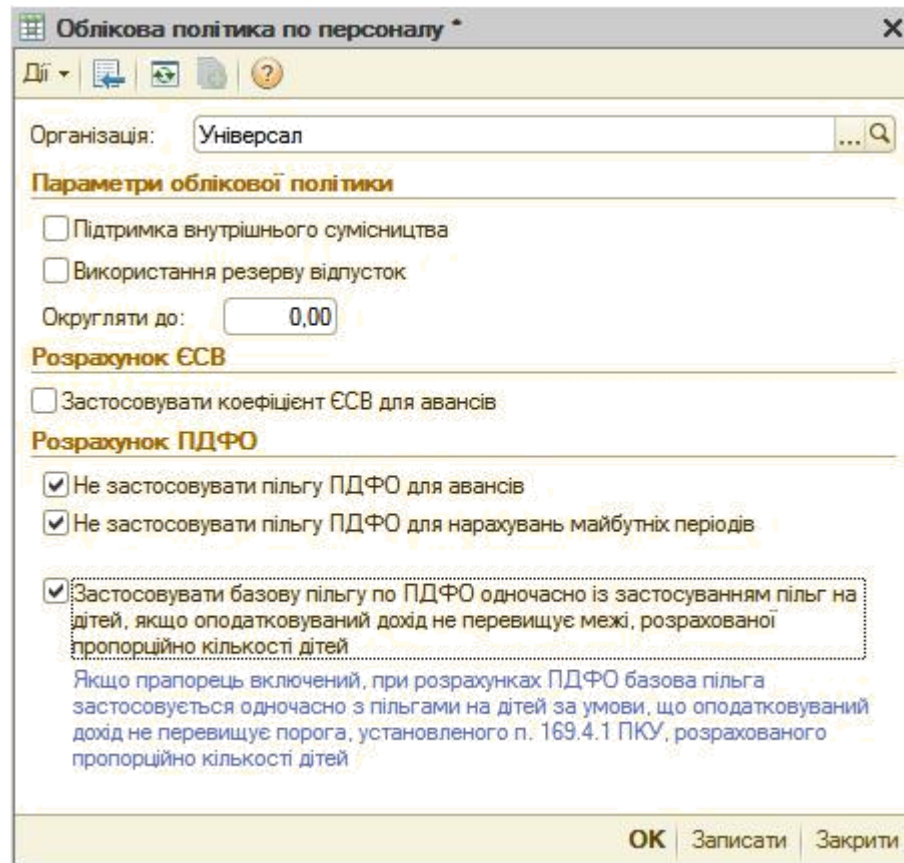 Облікова політика по персоналу *
Дії
Організація: Універсал ...
Параметри облікової політики
Підтримка внутрішнього сумісництва
Використання резерву відпусток
Округляти до: 0,00
Розрахунок ЄСВ
Застосовувати коефіцієнт ЄСВ для авансів
Розрахунок ПДФО
Не застосовувати пільгу ПДФО для авансів
Не застосовувати пільгу ПДФО для нарахувань майбутніх періодів
Застосовувати базову пільгу по ПДФО одночасно із застосуванням пільг на
дітей, якщо оподатковуваний дохід не перевищує межі, розрахованої
пропорційно кількості дітей
Якщо прапорець включений, при розрахунках ПДФО базова пільга
застосовується одночасно з пільгами на дітей за умови, що оподатковуваний
дохід не перевищує порога, установленого п. 169.4.1 ПКУ, розрахованого
пропорційно кількості дітей
OK Записати Закрити